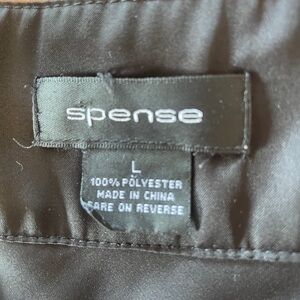 spense
L
100% POLYESTER
MADE IN CHINA
CARE ON REVERSE